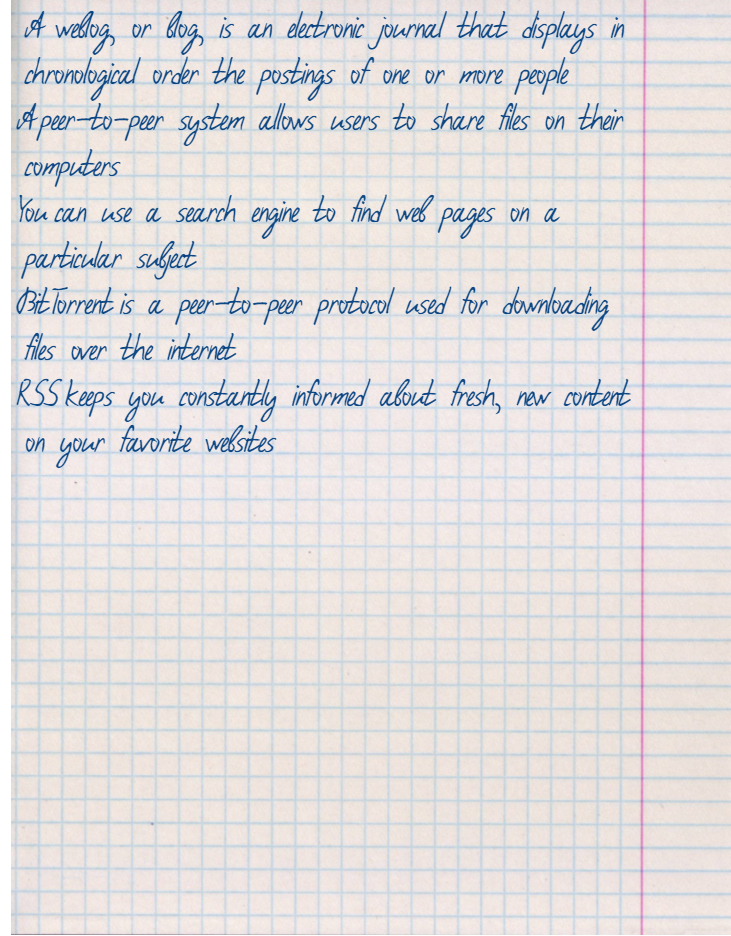 A weblog, or blog, is an electronic journal that displays in
chronological order the postings of one or more people
A peer-to-peer system allows users to share files on their
computers
You can use a search engine to find web pages on a
particular subject
BitTorrent is a peer-to-peer protocol used for downloading
files over the internet
RSS keeps you constantly informed about fresh, new content
on your favorite websites